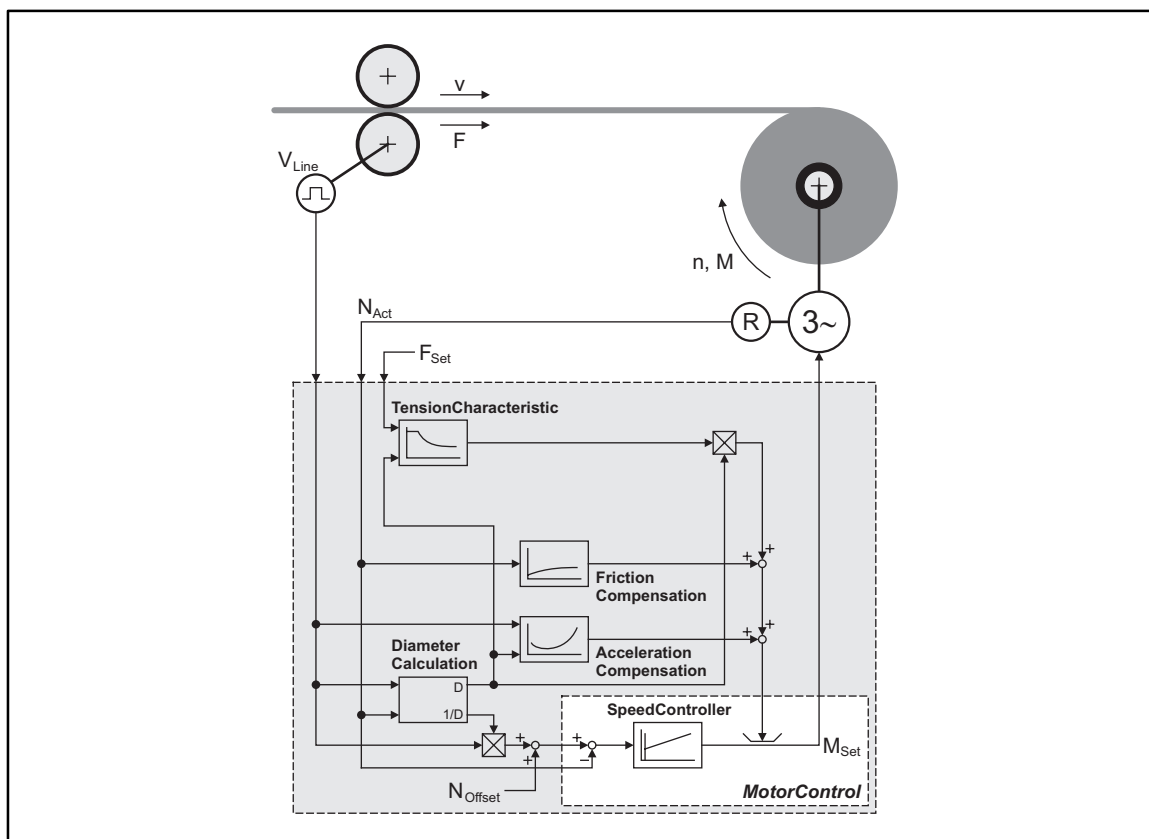 v
F
V_Line
n, M
N_Act
R
3~
F_Set
TensionCharacteristic
+
+
Friction
Compensation
+
+
Diameter
Calculation
Acceleration
Compensation
D
1/D
SpeedController
+
+
+
−
M_Set
N_Offset
MotorControl